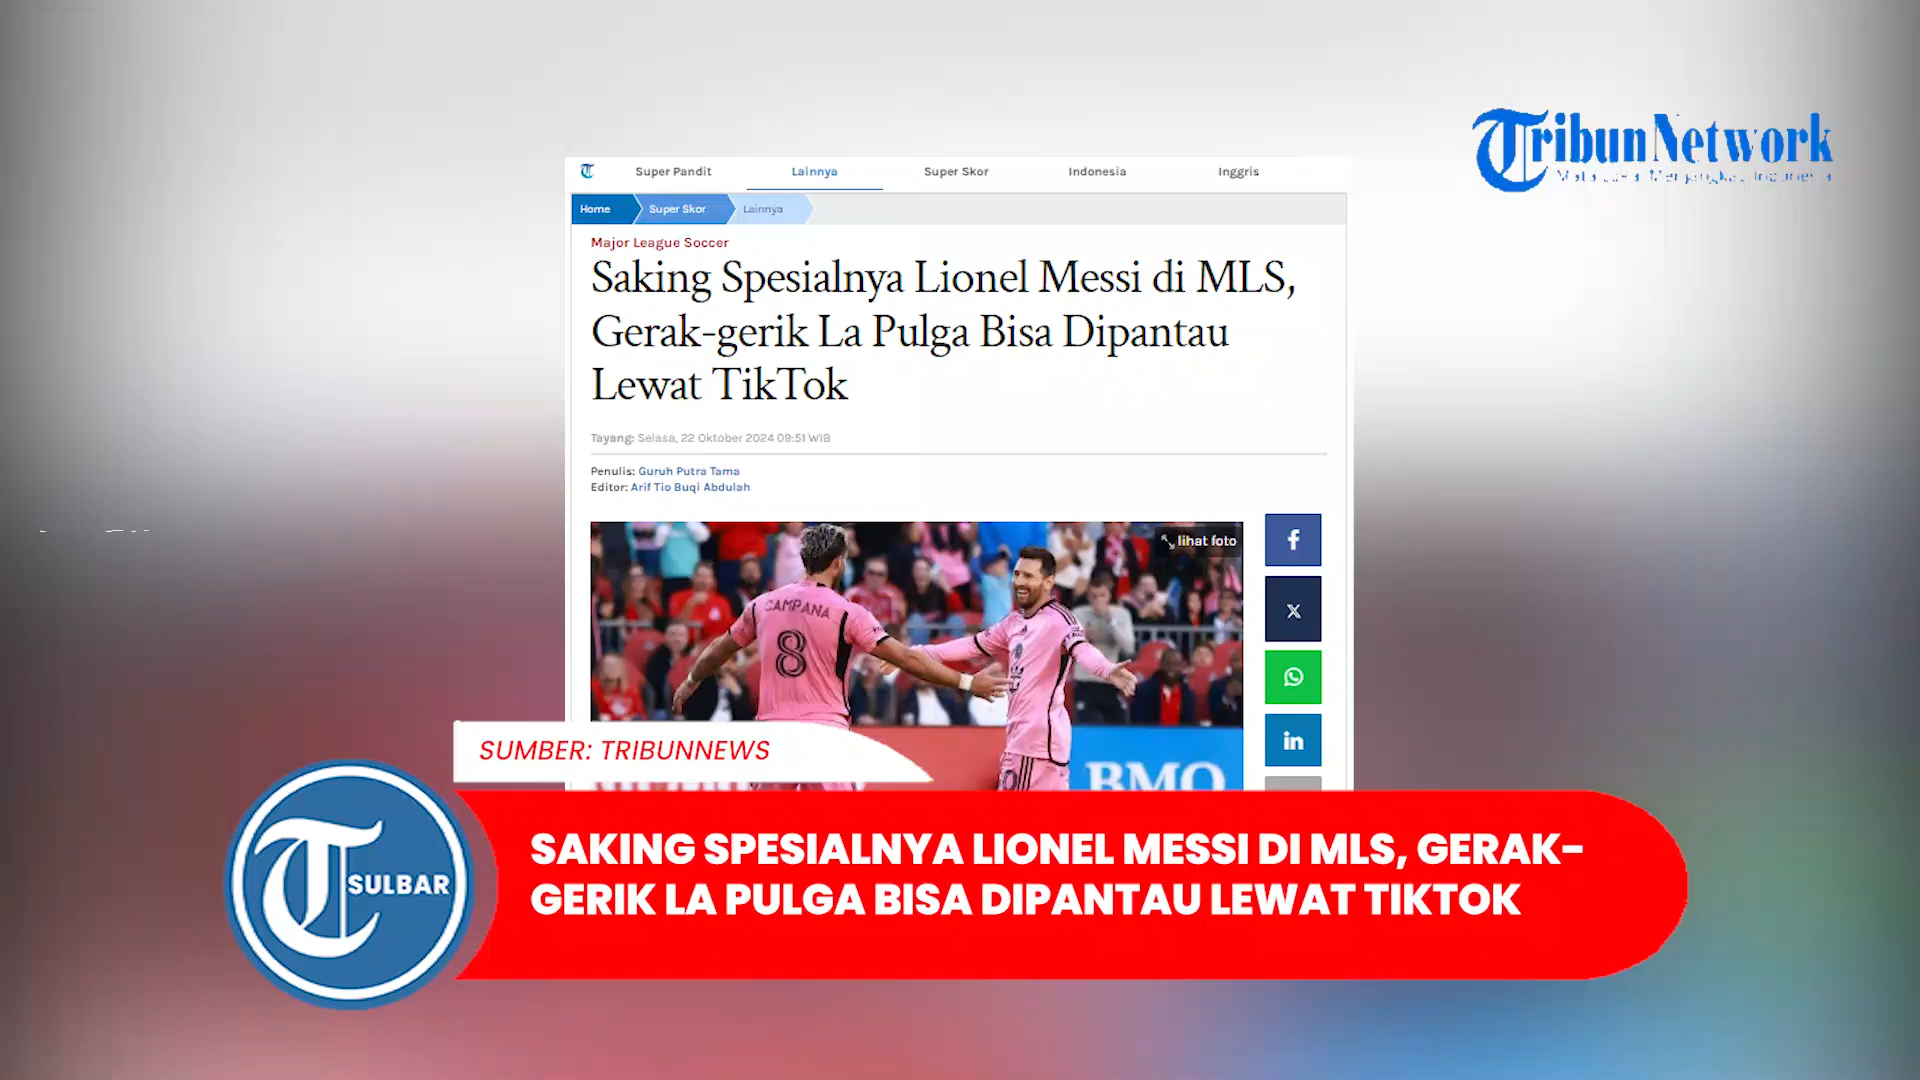 Tribun Network
Super Pandit Lainnya Super Skor Indonesia Inggris
Home Super Skor Lainnya
Major League Soccer
Saking Spesialnya Lionel Messi di MLS,
Gerak-gerik La Pulga Bisa Dipantau
Lewat TikTok
Tayang: Selasa, 22 Oktober 2024 09:51 WIB
Penulis: Guruh Putra Tama
Editor: Arif Tio Buqi Abdulah
lihat foto
CAMPANA
8
BMO
SUMBER: TRIBUNNEWS
SULBAR
SAKING SPESIALNYA LIONEL MESSI DI MLS, GERAK-
GERIK LA PULGA BISA DIPANTAU LEWAT TIKTOK